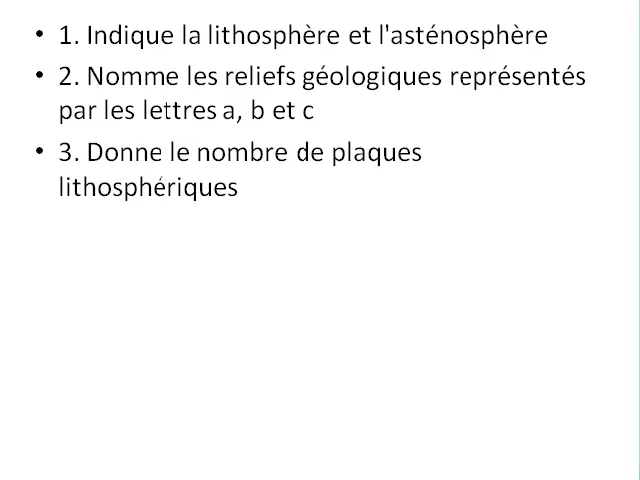 • 1. Indique la lithosphère et l'asténosphère
• 2. Nomme les reliefs géologiques représentés
par les lettres a, b et c
• 3. Donne le nombre de plaques
lithosphériques